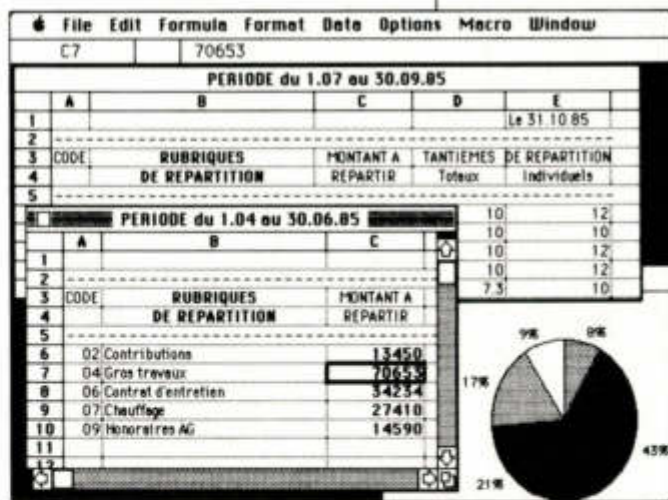 File Edit Formula Format Data Options Macro Window
C7 70653
PERIODE du 1.07 au 30.09.85
A B C D E
1 Le 31.10.85
2
3 CODE RUBRIQUES MONTANT A TANTIEMES DE REPARTITION
4 DE REPARTITION REPARTIR Totaux Individuels
5
10 12
10 10
10 12
10 12
7.3 10
PERIODE du 1.04 au 30.06.85
A B C
1
2
3 CODE RUBRIQUES MONTANT A
4 DE REPARTITION REPARTIR
5
6 02 Contributions 13450
7 04 Gros travaux 70653
8 06 Contrat d'entretien 34234
9 07 Chauffage 27410
10 09 Honoraires AG 14590
11
12
9% 8%
17%
43%
21%